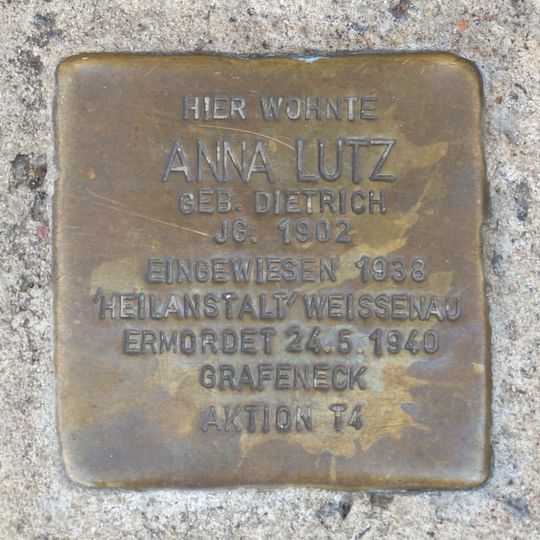 HIER WOHNTE
ANNA LUTZ
GEB. DIETRICH
JG. 1902
EINGEWIESEN 1938
'HEILANSTALT' WEISSENAU
ERMORDET 24.5.1940
GRAFENECK
AKTION T4